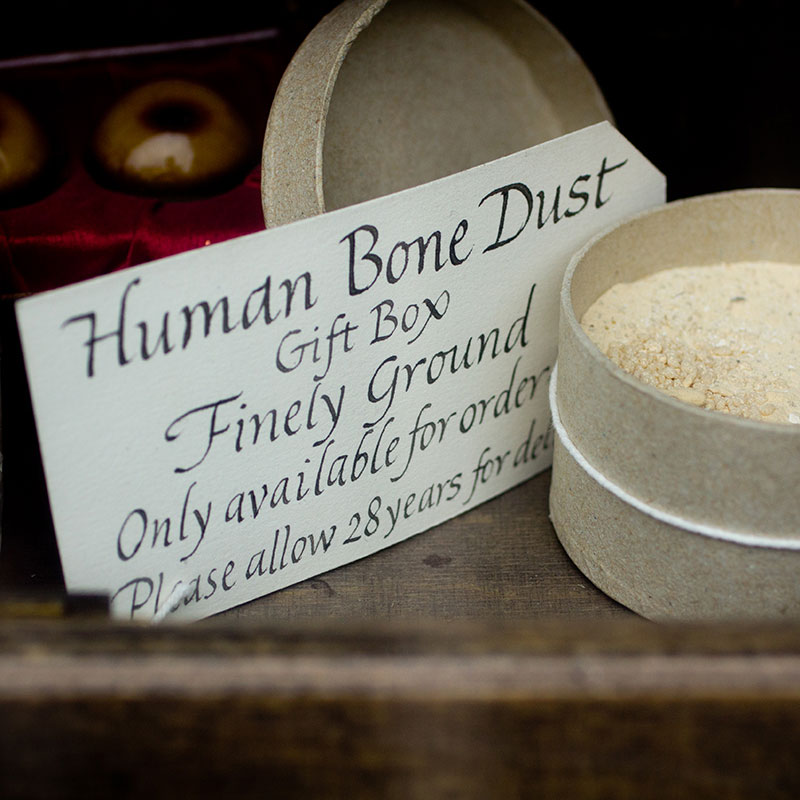 Human Bone Dust
Gift Box
Finely Ground
Only available for order
Please allow 28 years for